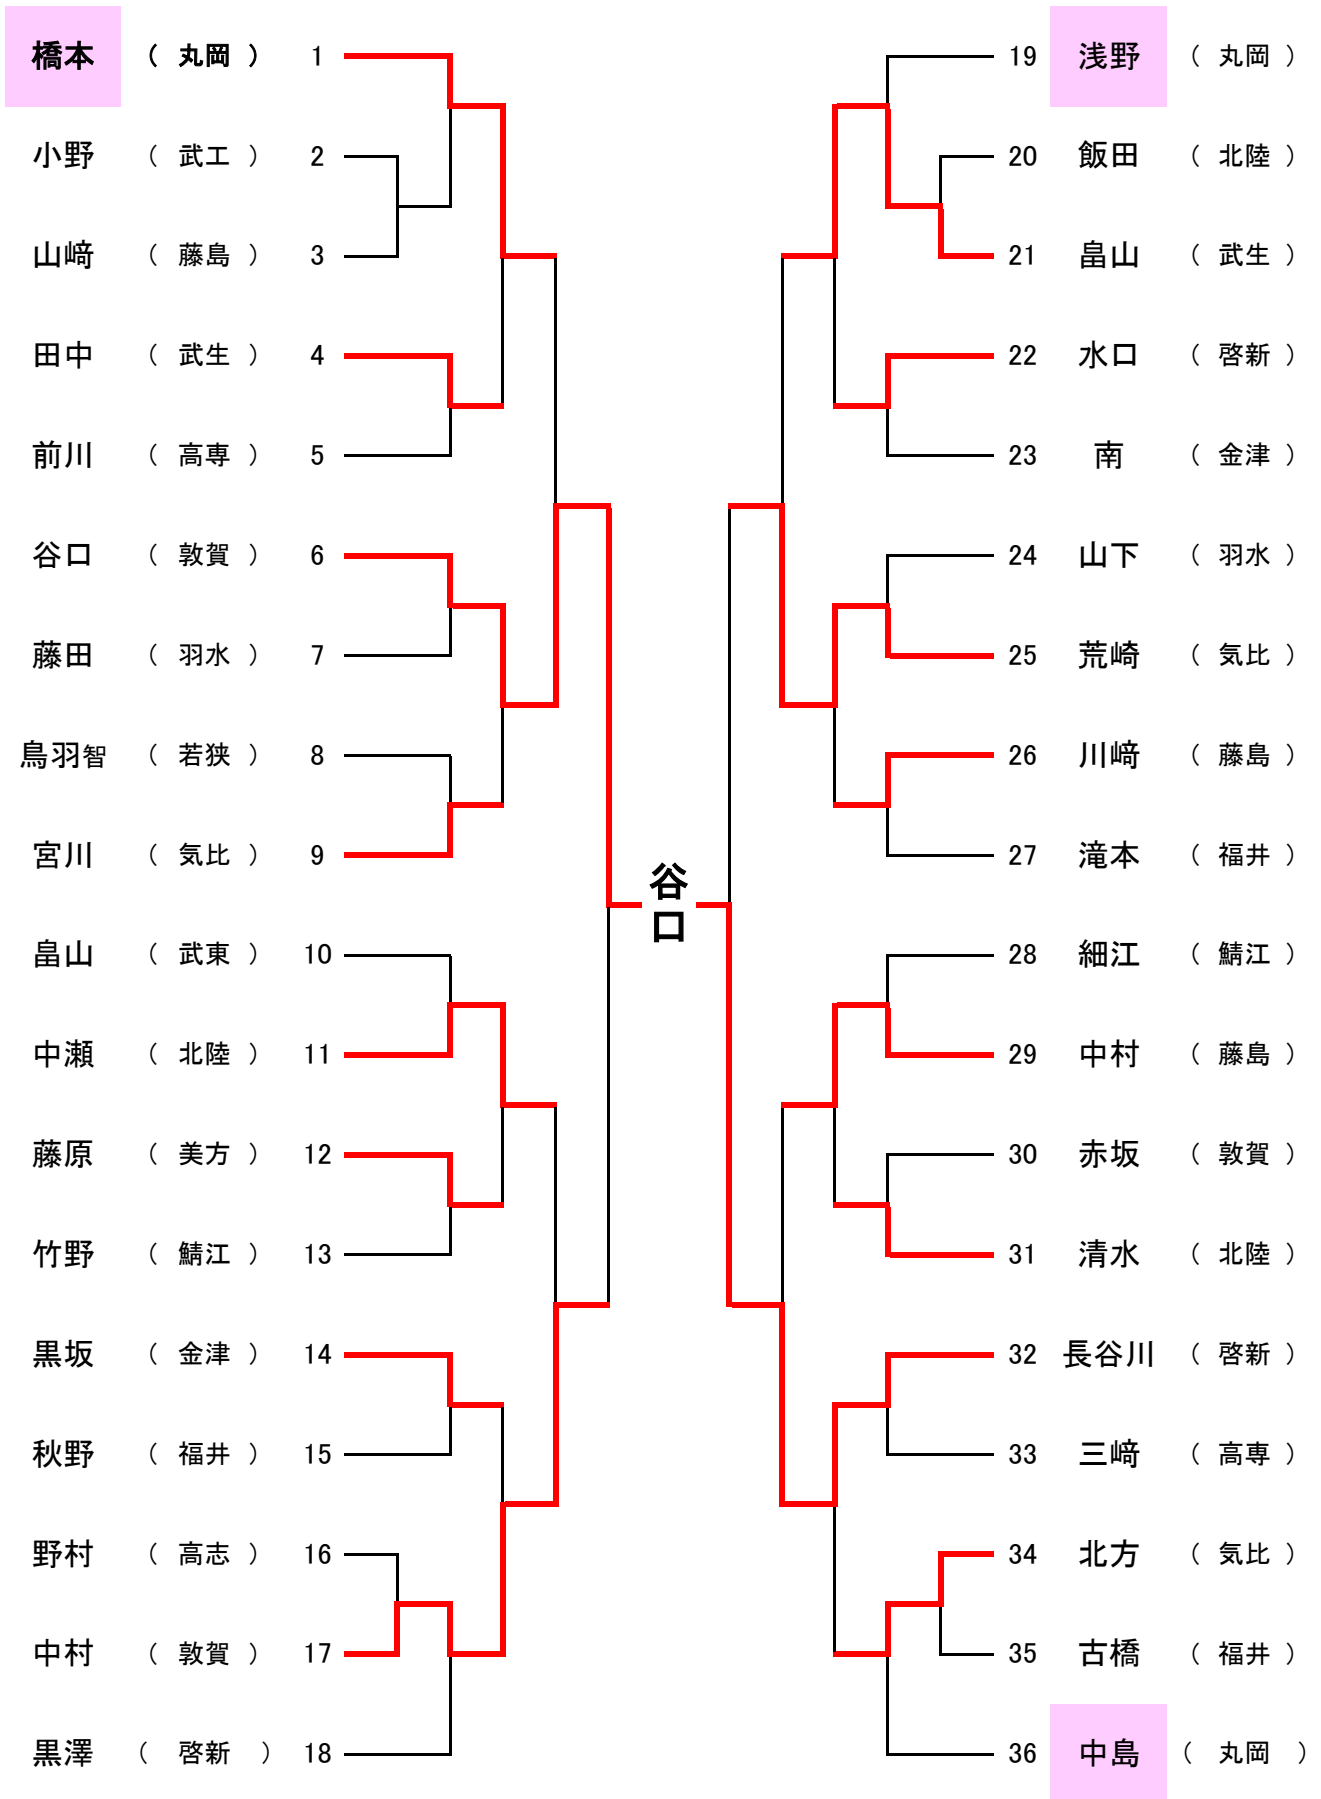 橋本 （ 丸岡 ） 1
小野 （ 武工 ） 2
山﨑 （ 藤島 ） 3
田中 （ 武生 ） 4
前川 （ 高専 ） 5
谷口 （ 敦賀 ） 6
藤田 （ 羽水 ） 7
鳥羽智 （ 若狭 ） 8
宮川 （ 気比 ） 9
畠山 （ 武東 ） 10
中瀬 （ 北陸 ） 11
藤原 （ 美方 ） 12
竹野 （ 鯖江 ） 13
黒坂 （ 金津 ） 14
秋野 （ 福井 ） 15
野村 （ 高志 ） 16
中村 （ 敦賀 ） 17
黒澤 （ 啓新 ） 18
谷口
19 浅野 （ 丸岡 ）
20 飯田 （ 北陸 ）
21 畠山 （ 武生 ）
22 水口 （ 啓新 ）
23 南 （ 金津 ）
24 山下 （ 羽水 ）
25 荒崎 （ 気比 ）
26 川﨑 （ 藤島 ）
27 滝本 （ 福井 ）
28 細江 （ 鯖江 ）
29 中村 （ 藤島 ）
30 赤坂 （ 敦賀 ）
31 清水 （ 北陸 ）
32 長谷川 （ 啓新 ）
33 三﨑 （ 高専 ）
34 北方 （ 気比 ）
35 古橋 （ 福井 ）
36 中島 （ 丸岡 ）